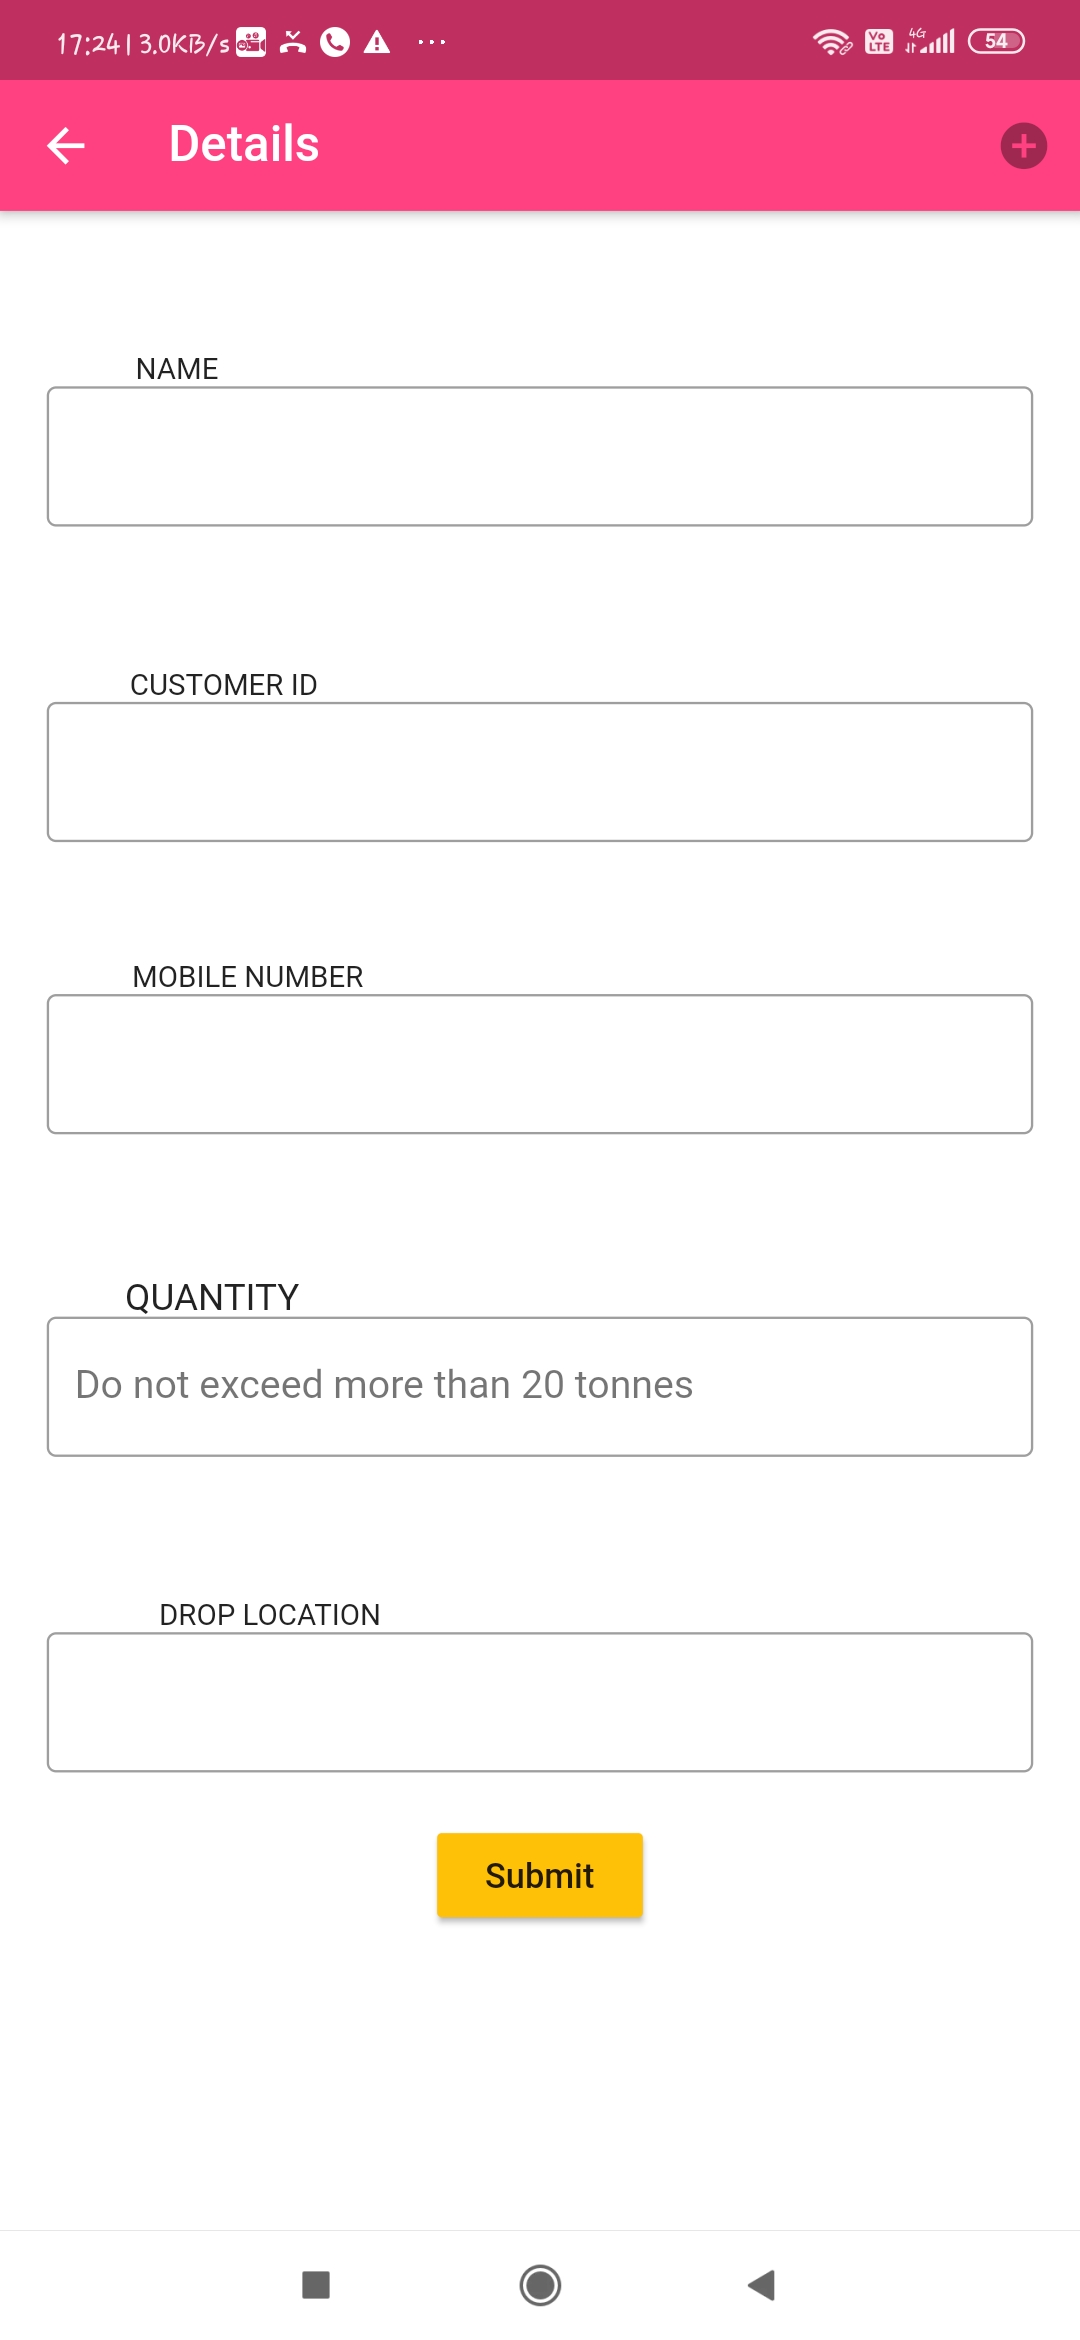 17:24 | 3.0KB/s Vo LTE 4G 54
Details
NAME
CUSTOMER ID
MOBILE NUMBER
QUANTITY
Do not exceed more than 20 tonnes
DROP LOCATION
Submit